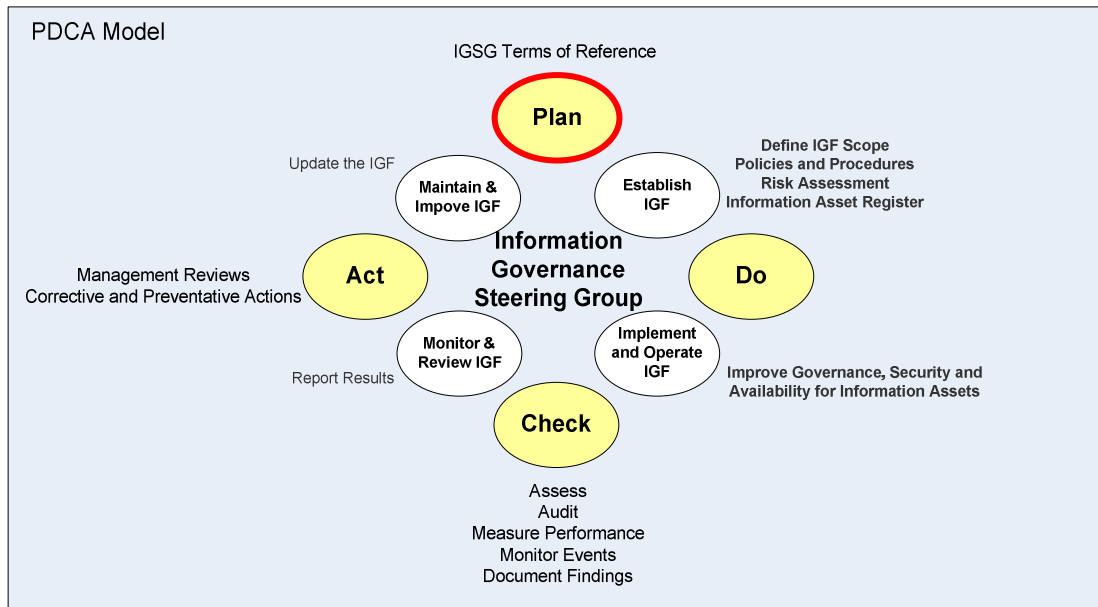 PDCA Model
IGSG Terms of Reference
Plan
Update the IGF
Maintain &
Impove IGF
Establish
IGF
Define IGF Scope
Policies and Procedures
Risk Assessment
Information Asset Register
Information
Governance
Steering Group
Act
Do
Management Reviews
Corrective and Preventative Actions
Monitor &
Review IGF
Implement
and Operate
IGF
Report Results
Improve Governance, Security and
Availability for Information Assets
Check
Assess
Audit
Measure Performance
Monitor Events
Document Findings